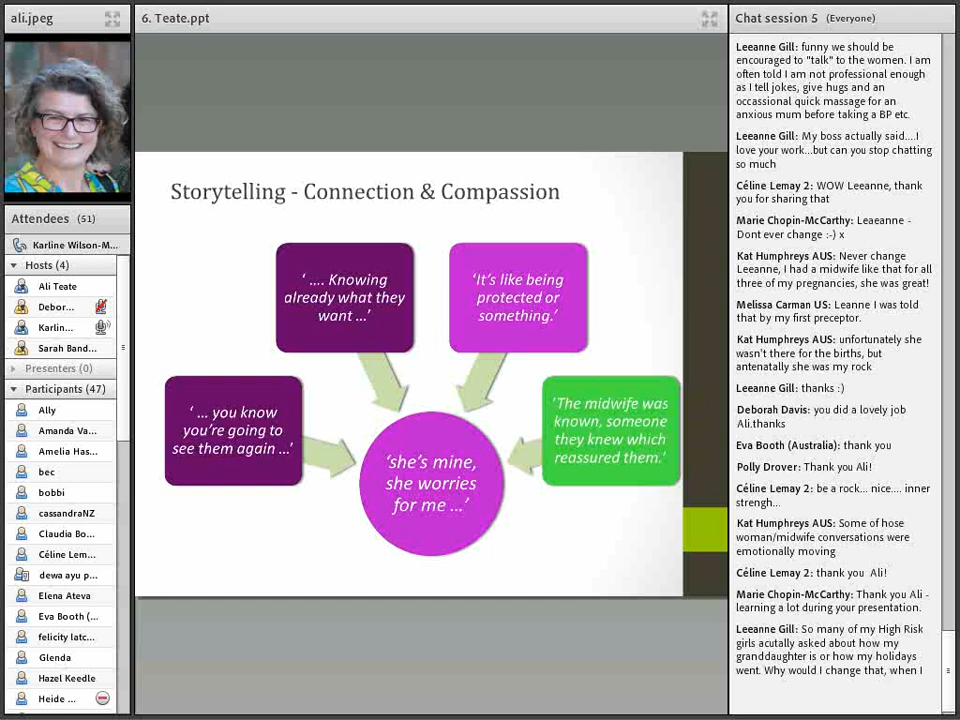 ali.jpeg
6. Teate.ppt
Chat session 5 (Everyone)
Attendees (51)
Karline Wilson-M...
Hosts (4)
Ali Teate
Debor...
Karlin...
Sarah Band...
Presenters (0)
Participants (47)
Ally
Amanda Va...
Amelia Has...
bec
bobbi
cassandraNZ
Claudia Bo...
Céline Lem...
dewa ayu p...
Elena Ateva
Eva Booth (...
felicity latc...
Glenda
Hazel Keedle
Heide ...
Storytelling - Connection & Compassion
‘ .... Knowing
already what they
want ...’
‘It’s like being
protected or
something.’
‘ ... you know
you’re going to
see them again ...’
'The midwife was
known, someone
they knew which
reassured them.'
‘she’s mine,
she worries
for me ...’
Leeanne Gill: funny we should be
encouraged to "talk" to the women. I am
often told I am not professional enough
as I tell jokes, give hugs and an
occassional quick massage for an
anxious mum before taking a BP etc.
Leeanne Gill: My boss actually said....I
love your work...but can you stop chatting
so much
Céline Lemay 2: WOW Leeanne, thank
you for sharing that
Marie Chopin-McCarthy: Leaeanne -
Dont ever change :-) x
Kat Humphreys AUS: Never change
Leeanne, I had a midwife like that for all
three of my pregnancies, she was great!
Melissa Carman US: Leanne I was told
that by my first preceptor.
Kat Humphreys AUS: unfortunately she
wasn't there for the births, but
antenatally she was my rock
Leeanne Gill: thanks :)
Deborah Davis: you did a lovely job
Ali.thanks
Eva Booth (Australia): thank you
Polly Drover: Thank you Ali!
Céline Lemay 2: be a rock... nice.... inner
strengh...
Kat Humphreys AUS: Some of hose
woman/midwife conversations were
emotionally moving
Céline Lemay 2: thank you  Ali!
Marie Chopin-McCarthy: Thank you Ali -
learning a lot during your presentation.
Leeanne Gill: So many of my High Risk
girls acutally asked about how my
granddaughter is or how my holidays
went. Why would I change that, when I